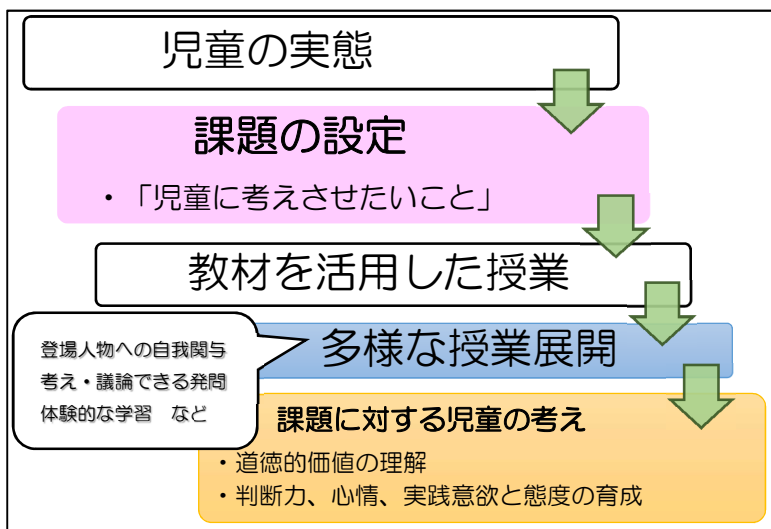 児童の実態
課題の設定
・「児童に考えさせたいこと」
教材を活用した授業
多様な授業展開
登場人物への自我関与
考え・議論できる発問
体験的な学習　など
課題に対する児童の考え
・道徳的価値の理解
・判断力、心情、実践意欲と態度の育成